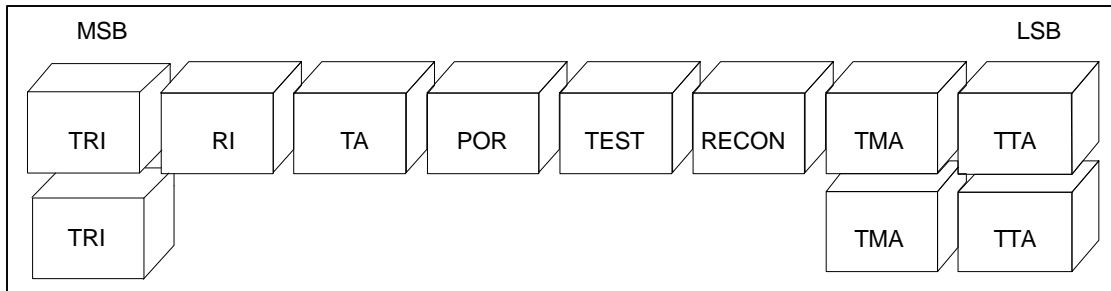 MSB LSB
TRI RI TA POR TEST RECON TMA TTA
TRI TMA TTA